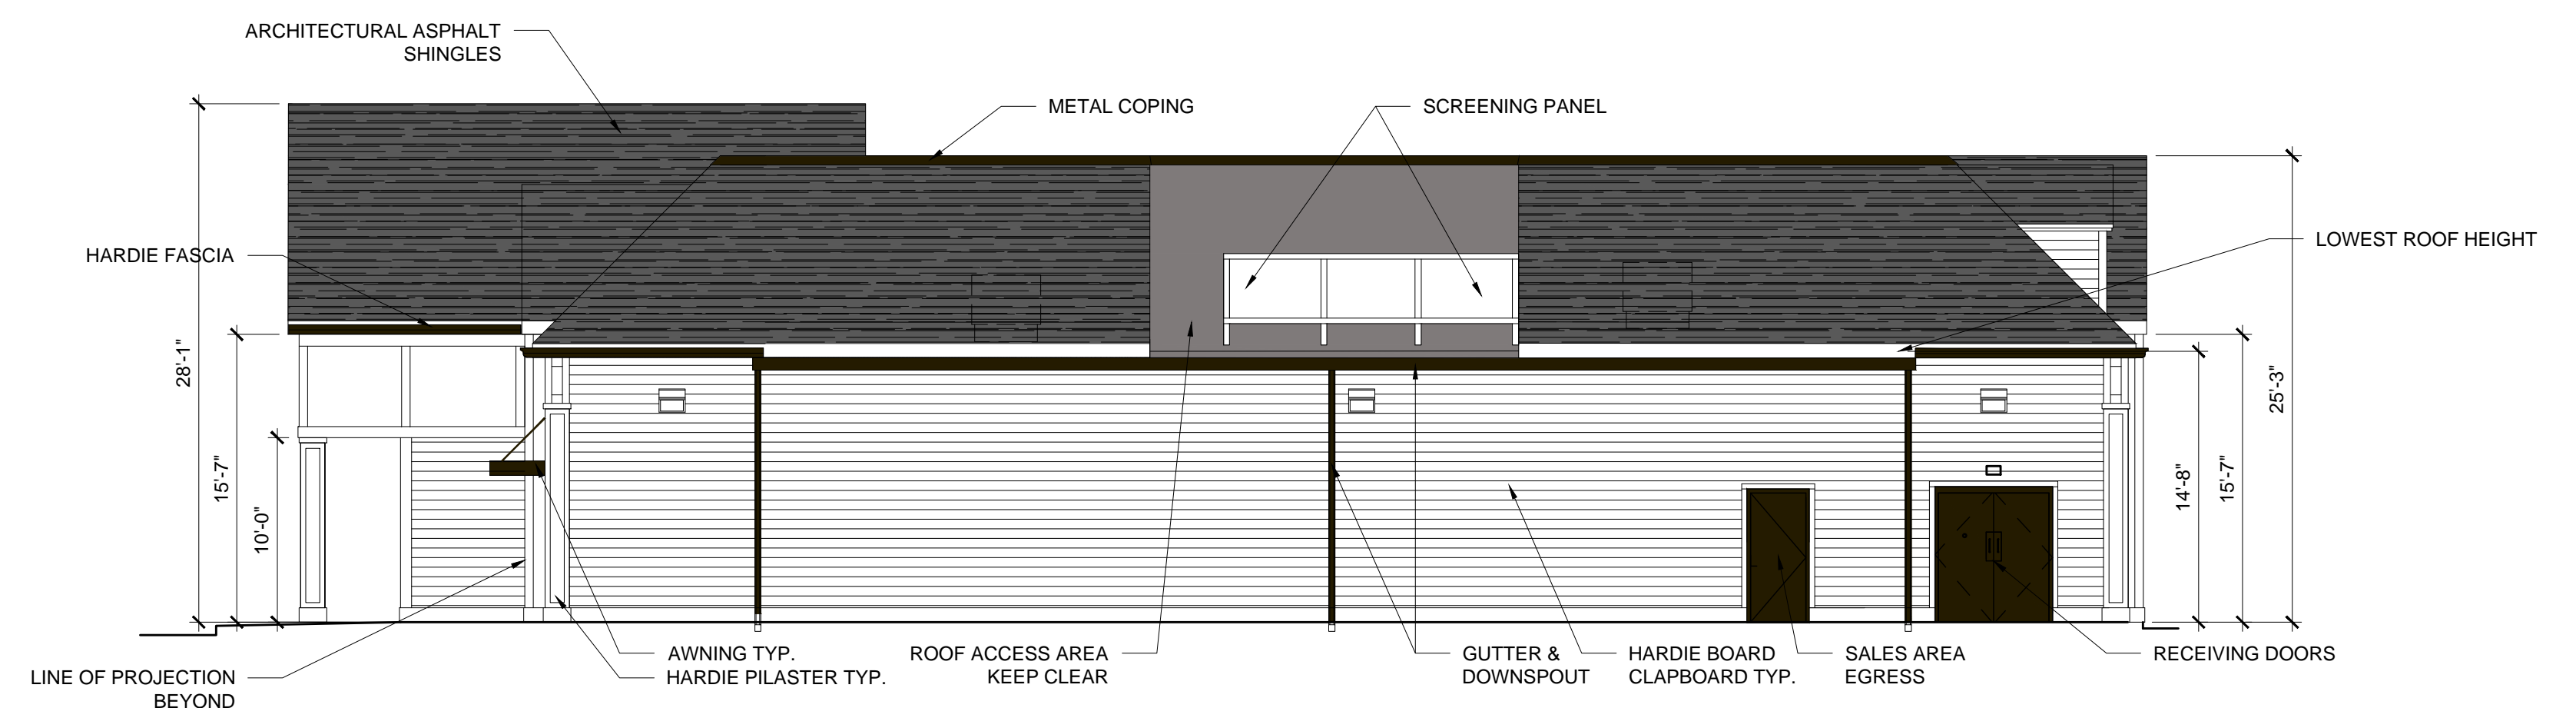 ARCHITECTURAL ASPHALT
SHINGLES
METAL COPING
SCREENING PANEL
HARDIE FASCIA
LOWEST ROOF HEIGHT
28'-1"
15'-7"
10'-0"
14'-8"
15'-7"
25'-3"
LINE OF PROJECTION
BEYOND
AWNING TYP.
HARDIE PILASTER TYP.
ROOF ACCESS AREA
KEEP CLEAR
GUTTER &
DOWNSPOUT
HARDIE BOARD
CLAPBOARD TYP.
SALES AREA
EGRESS
RECEIVING DOORS